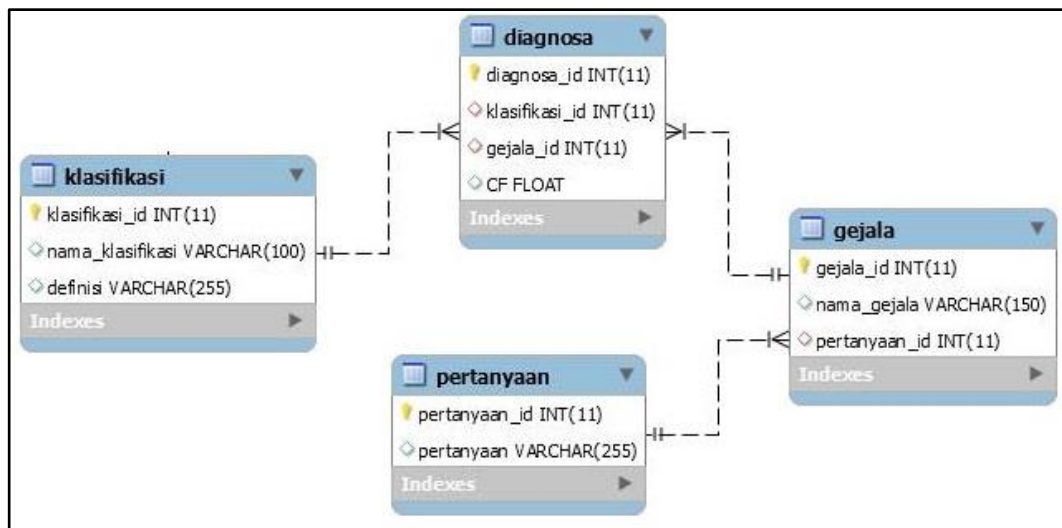 diagnosa
diagnosa_id INT(11)
klasifikasi_id INT(11)
gejala_id INT(11)
CF FLOAT
Indexes
klasifikasi
klasifikasi_id INT(11)
nama_klasifikasi VARCHAR(100)
definisi VARCHAR(255)
Indexes
gejala
gejala_id INT(11)
nama_gejala VARCHAR(150)
pertanyaan_id INT(11)
Indexes
pertanyaan
pertanyaan_id INT(11)
pertanyaan VARCHAR(255)
Indexes